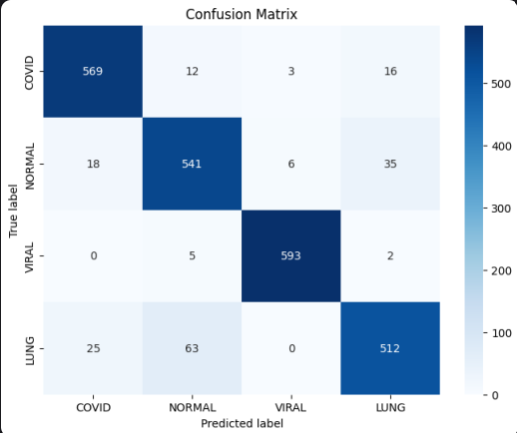 Confusion Matrix
COVID
569 12 3 16
500
NORMAL
18 541 6 35
400
True label
300
VIRAL
0 5 593 2
200
LUNG
25 63 0 512
100
0
COVID NORMAL VIRAL LUNG
Predicted label